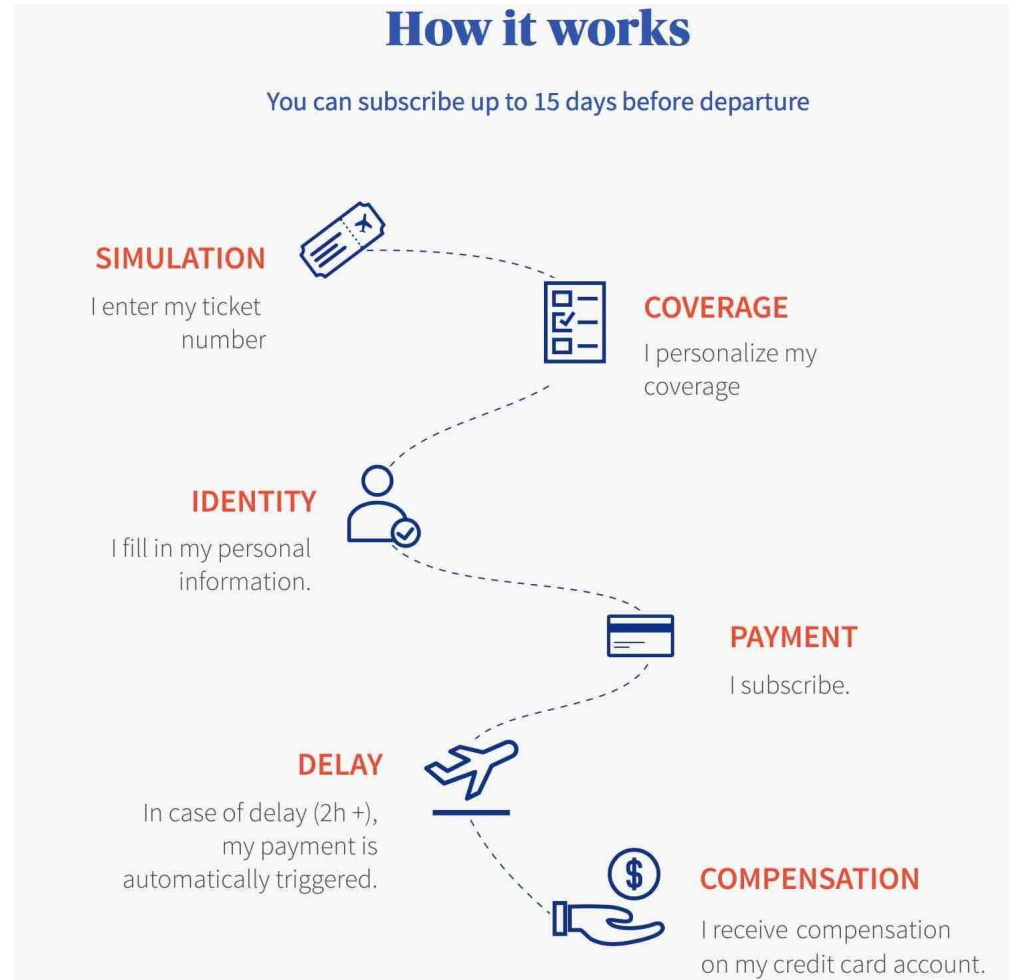 How it works
You can subscribe up to 15 days before departure
SIMULATION
I enter my ticket
number
COVERAGE
I personalize my
coverage
IDENTITY
I fill in my personal
information.
PAYMENT
I subscribe.
DELAY
In case of delay (2h +),
my payment is
automatically triggered.
$
COMPENSATION
I receive compensation
on my credit card account.